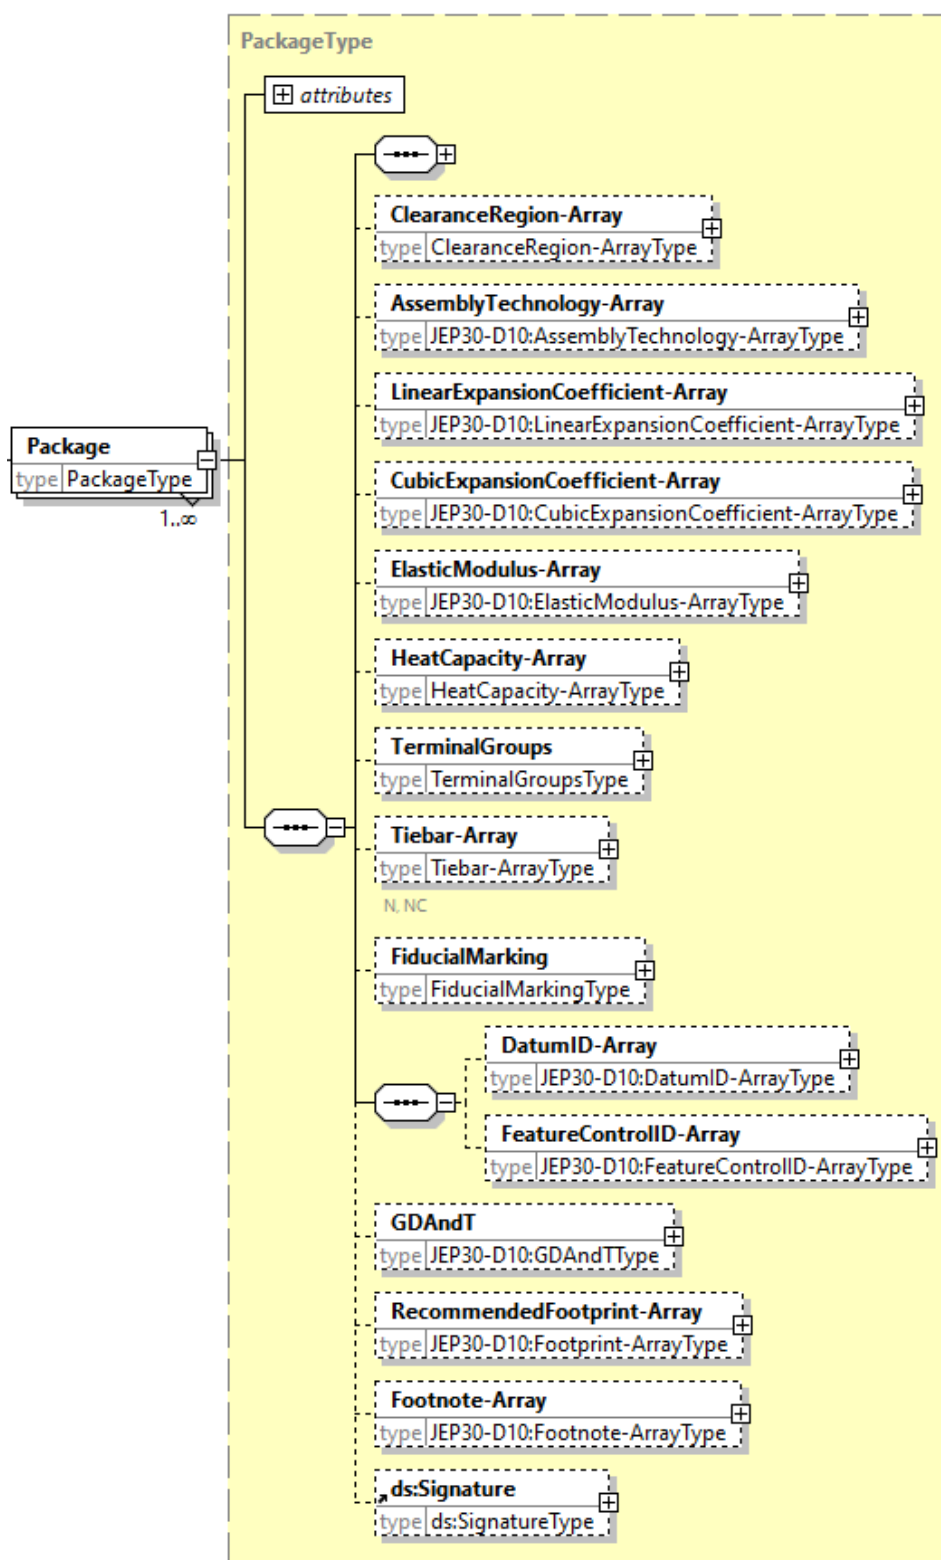 PackageType
attributes
ClearanceRegion-Array
type ClearanceRegion-ArrayType
AssemblyTechnology-Array
type JEP30-D10:AssemblyTechnology-ArrayType
LinearExpansionCoefficient-Array
type JEP30-D10:LinearExpansionCoefficient-ArrayType
Package
type PackageType
1..∞
CubicExpansionCoefficient-Array
type JEP30-D10:CubicExpansionCoefficient-ArrayType
ElasticModulus-Array
type JEP30-D10:ElasticModulus-ArrayType
HeatCapacity-Array
type HeatCapacity-ArrayType
TerminalGroups
type TerminalGroupsType
Tiebar-Array
type Tiebar-ArrayType
N, NC
FiducialMarking
type FiducialMarkingType
DatumID-Array
type JEP30-D10:DatumID-ArrayType
FeatureControlID-Array
type JEP30-D10:FeatureControlID-ArrayType
GDAndT
type JEP30-D10:GDAndTType
RecommendedFootprint-Array
type JEP30-D10:Footprint-ArrayType
Footnote-Array
type JEP30-D10:Footnote-ArrayType
ds:Signature
type ds:SignatureType